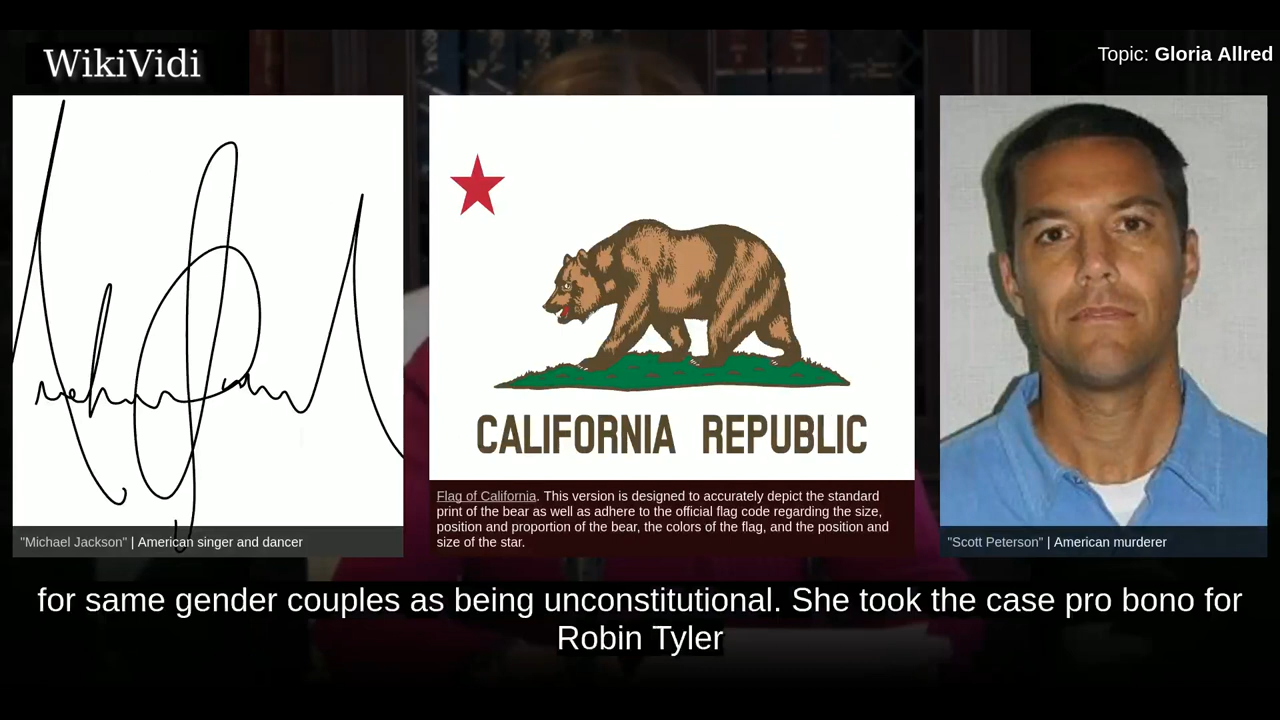 WikiVidi
Topic: Gloria Allred
CALIFORNIA REPUBLIC
"Michael Jackson" | American singer and dancer
Flag of California. This version is designed to accurately depict the standard
print of the bear as well as adhere to the official flag code regarding the size,
position and proportion of the bear, the colors of the flag, and the position and
size of the star.
"Scott Peterson" | American murderer
for same gender couples as being unconstitutional. She took the case pro bono for
Robin Tyler